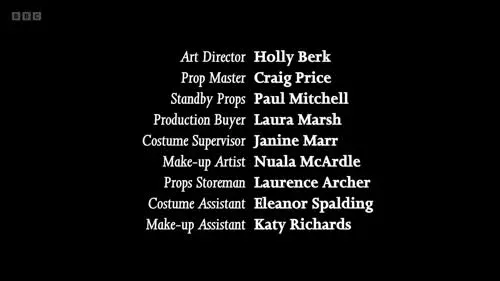 BBC
Art Director Holly Berk
Prop Master Craig Price
Standby Props Paul Mitchell
Production Buyer Laura Marsh
Costume Supervisor Janine Marr
Make-up Artist Nuala McArdle
Props Storeman Laurence Archer
Costume Assistant Eleanor Spalding
Make-up Assistant Katy Richards